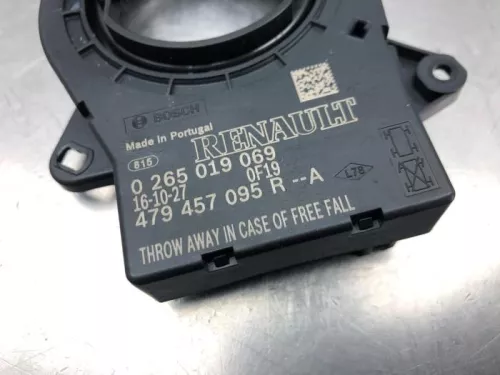 BOSCH
Made in Portugal
RENAULT
815
0 265 019 069
16-10-27 0F19
479 457 095 R --A
L78
THROW AWAY IN CASE OF FREE FALL